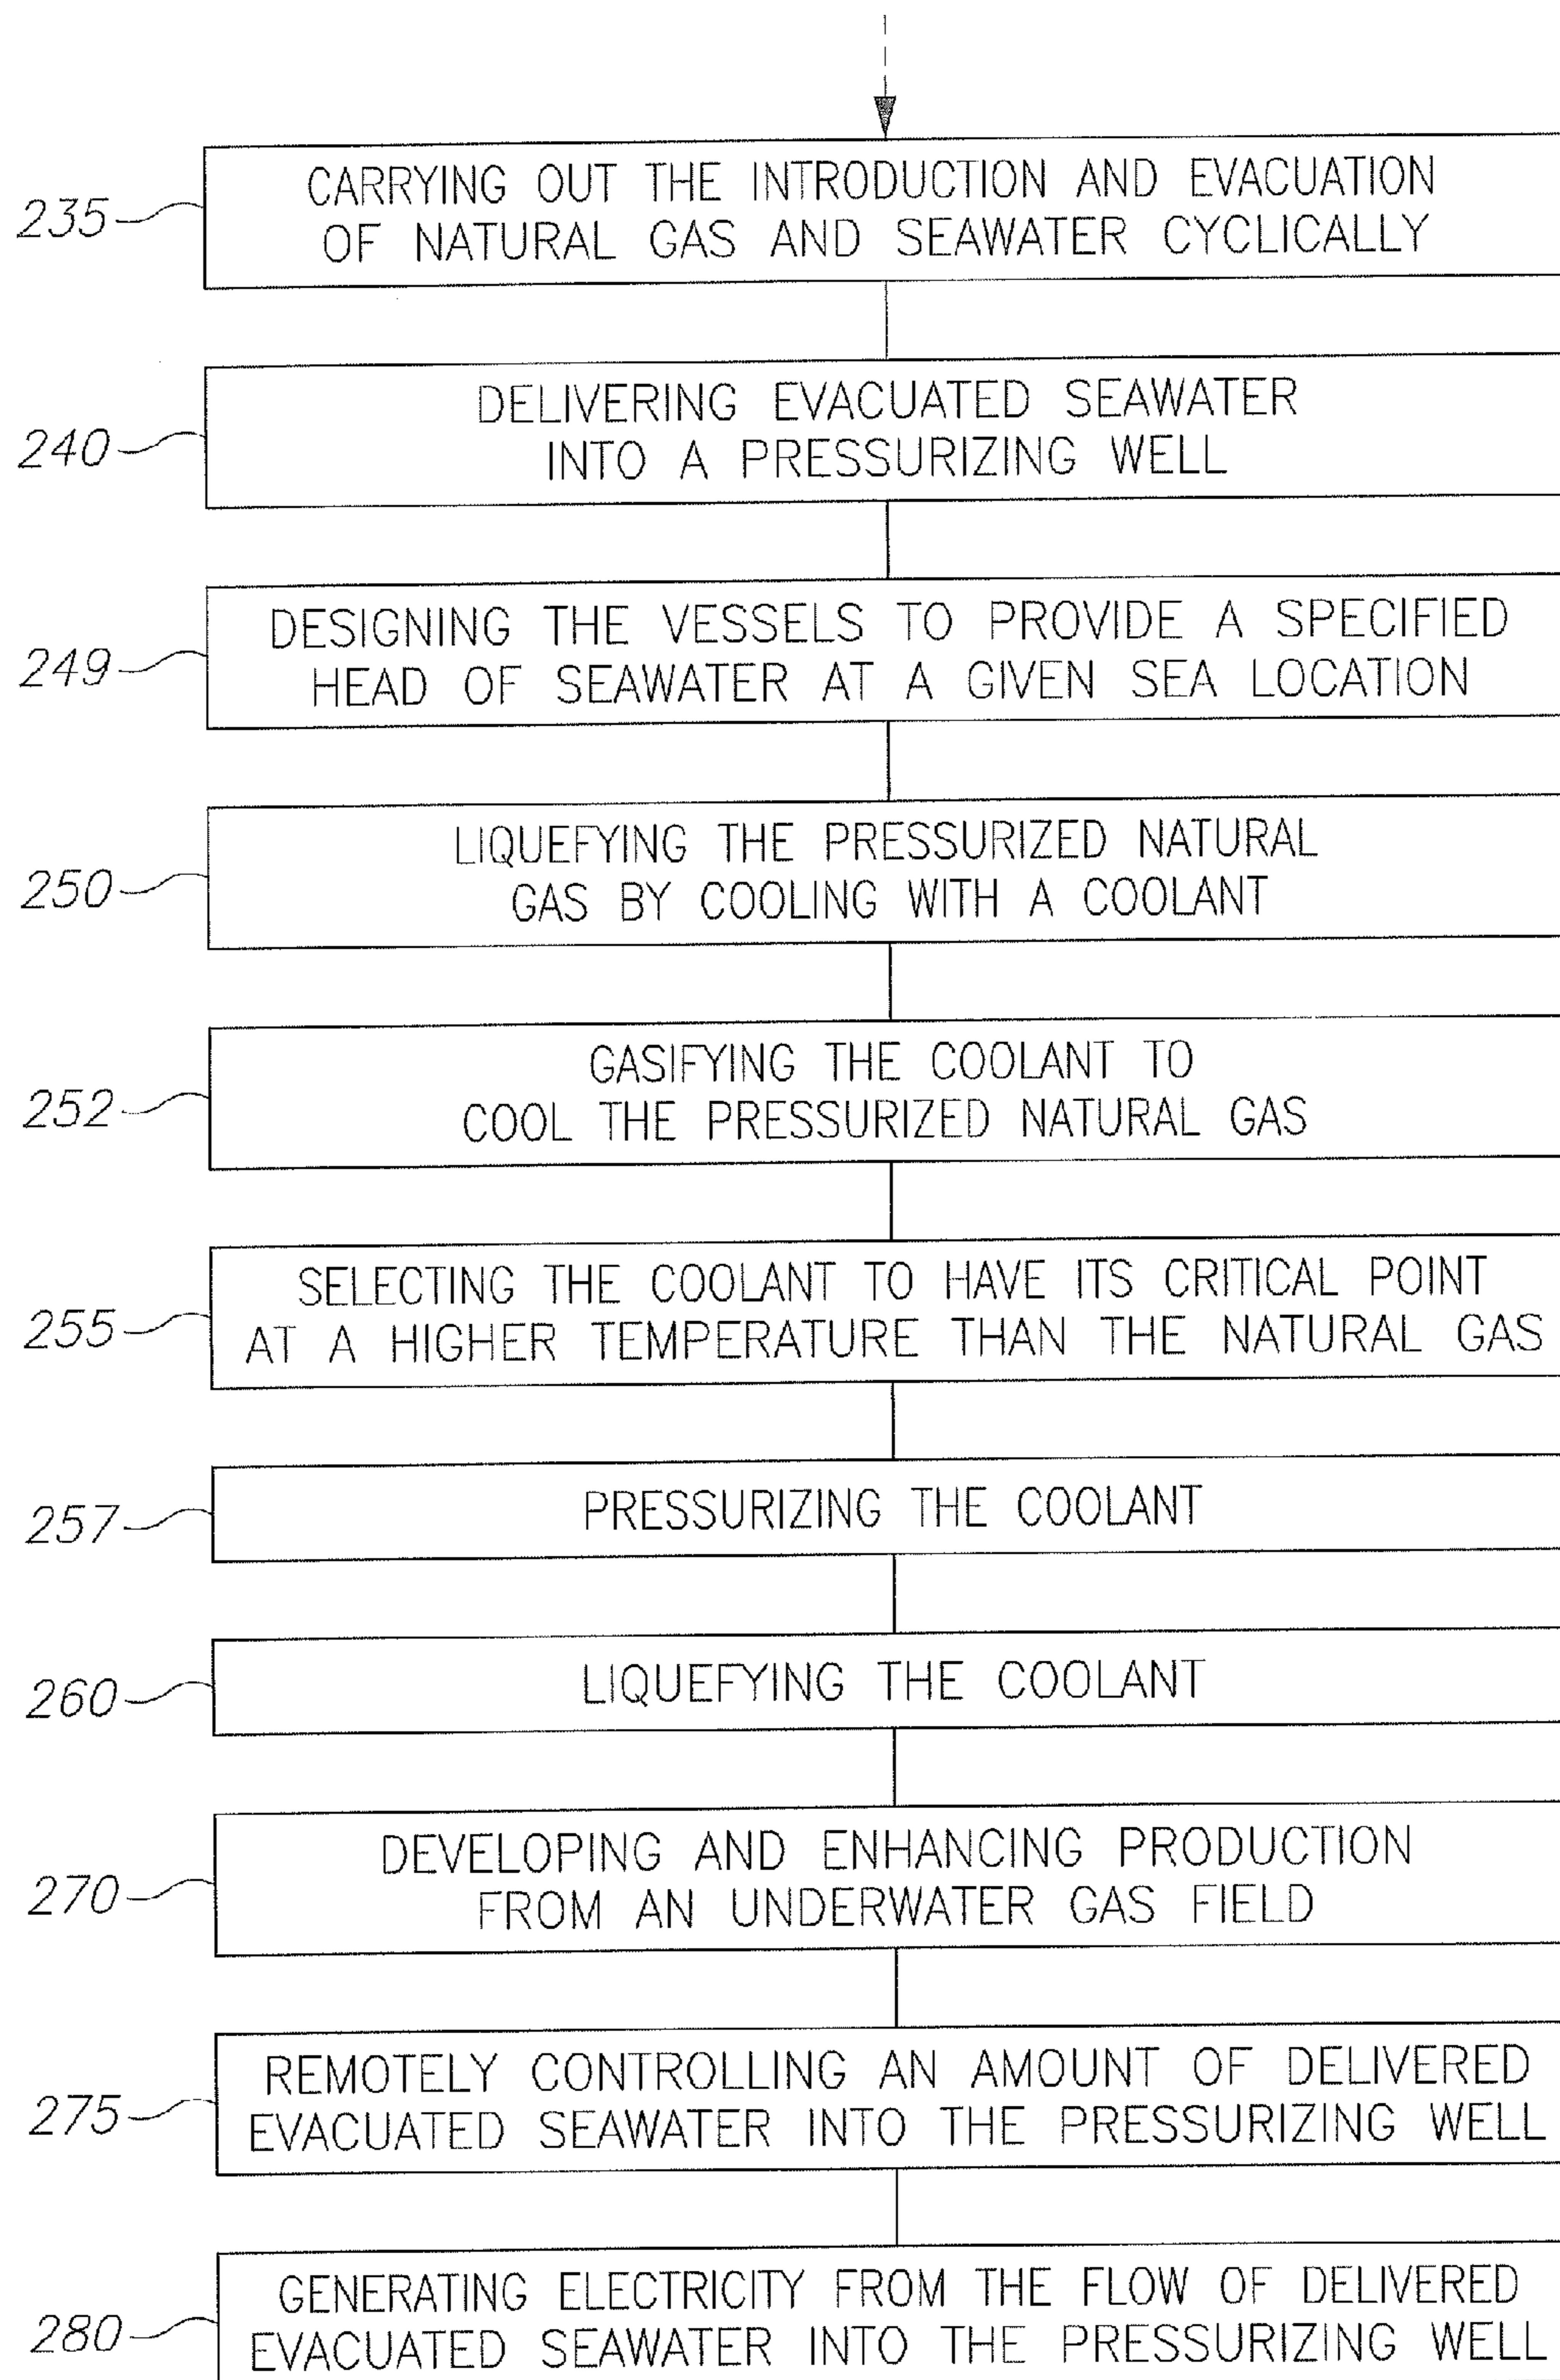 235
CARRYING OUT THE INTRODUCTION AND EVACUATION
OF NATURAL GAS AND SEAWATER CYCLICALLY
240
DELIVERING EVACUATED SEAWATER
INTO A PRESSURIZING WELL
249
DESIGNING THE VESSELS TO PROVIDE A SPECIFIED
HEAD OF SEAWATER AT A GIVEN SEA LOCATION
250
LIQUEFYING THE PRESSURIZED NATURAL
GAS BY COOLING WITH A COOLANT
252
GASIFYING THE COOLANT TO
COOL THE PRESSURIZED NATURAL GAS
255
SELECTING THE COOLANT TO HAVE ITS CRITICAL POINT
AT A HIGHER TEMPERATURE THAN THE NATURAL GAS
257
PRESSURIZING THE COOLANT
260
LIQUEFYING THE COOLANT
270
DEVELOPING AND ENHANCING PRODUCTION
FROM AN UNDERWATER GAS FIELD
275
REMOTELY CONTROLLING AN AMOUNT OF DELIVERED
EVACUATED SEAWATER INTO THE PRESSURIZING WELL
280
GENERATING ELECTRICITY FROM THE FLOW OF DELIVERED
EVACUATED SEAWATER INTO THE PRESSURIZING WELL